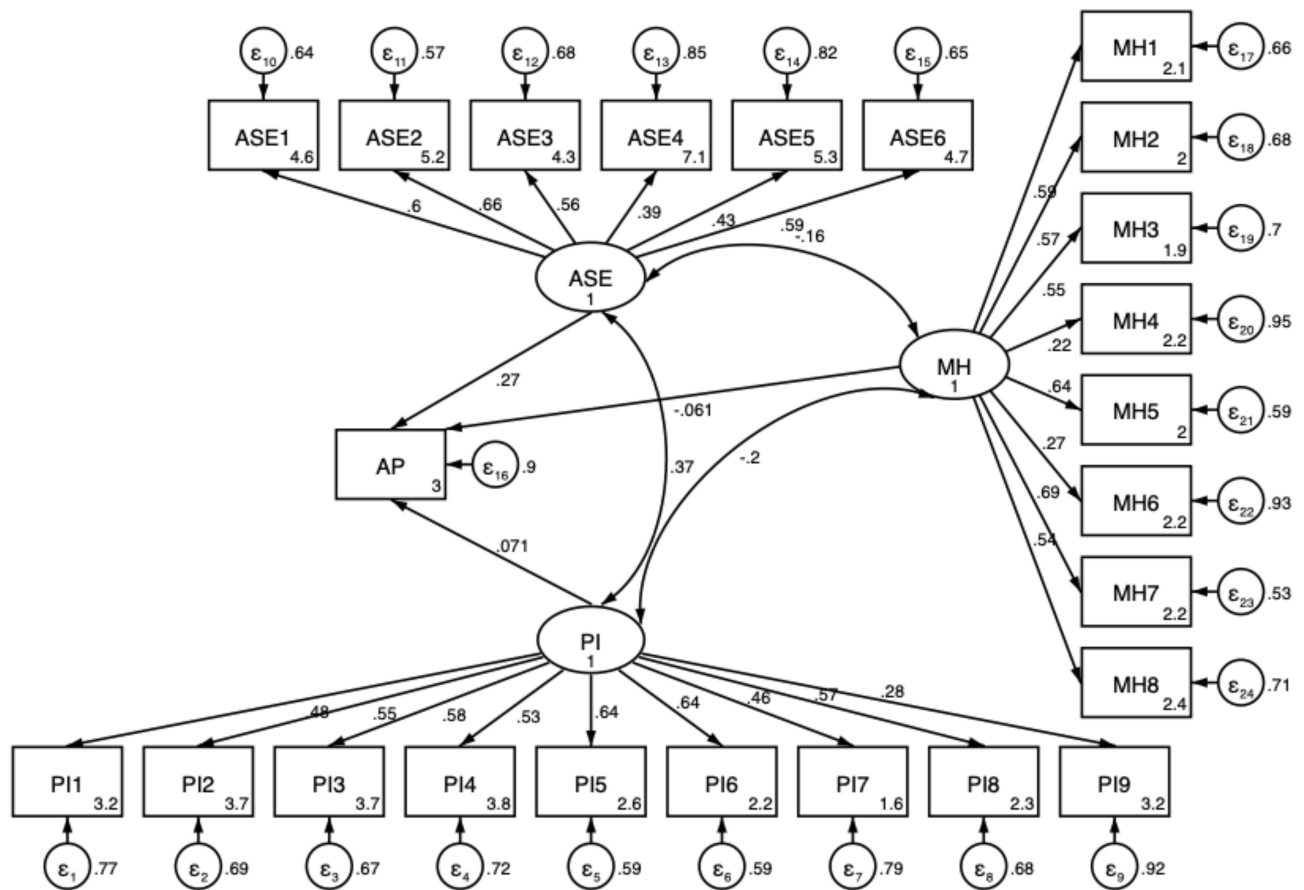 ε10 .64 ε11 .57 ε12 .68 ε13 .85 ε14 .82 ε15 .65
ASE1 4.6 ASE2 5.2 ASE3 4.3 ASE4 7.1 ASE5 5.3 ASE6 4.7
.6 .66 .56 .39 .43 .59
-.16
ASE
1
MH1 2.1 ε17 .66
MH2 2 ε18 .68
MH3 1.9 ε19 .7
MH4 2.2 ε20 .95
MH5 2 ε21 .59
MH6 2.2 ε22 .93
MH7 2.2 ε23 .53
MH8 2.4 ε24 .71
.59
.57
.55
.22
.64
.27
.69
.54
MH
1
.27
-.061
AP 3 ε16 .9
.37
-.2
.071
PI
1
.48 .55 .58 .53 .64 .64 .46 .57 .28
PI1 3.2 PI2 3.7 PI3 3.7 PI4 3.8 PI5 2.6 PI6 2.2 PI7 1.6 PI8 2.3 PI9 3.2
ε1 .77 ε2 .69 ε3 .67 ε4 .72 ε5 .59 ε6 .59 ε7 .79 ε8 .68 ε9 .92